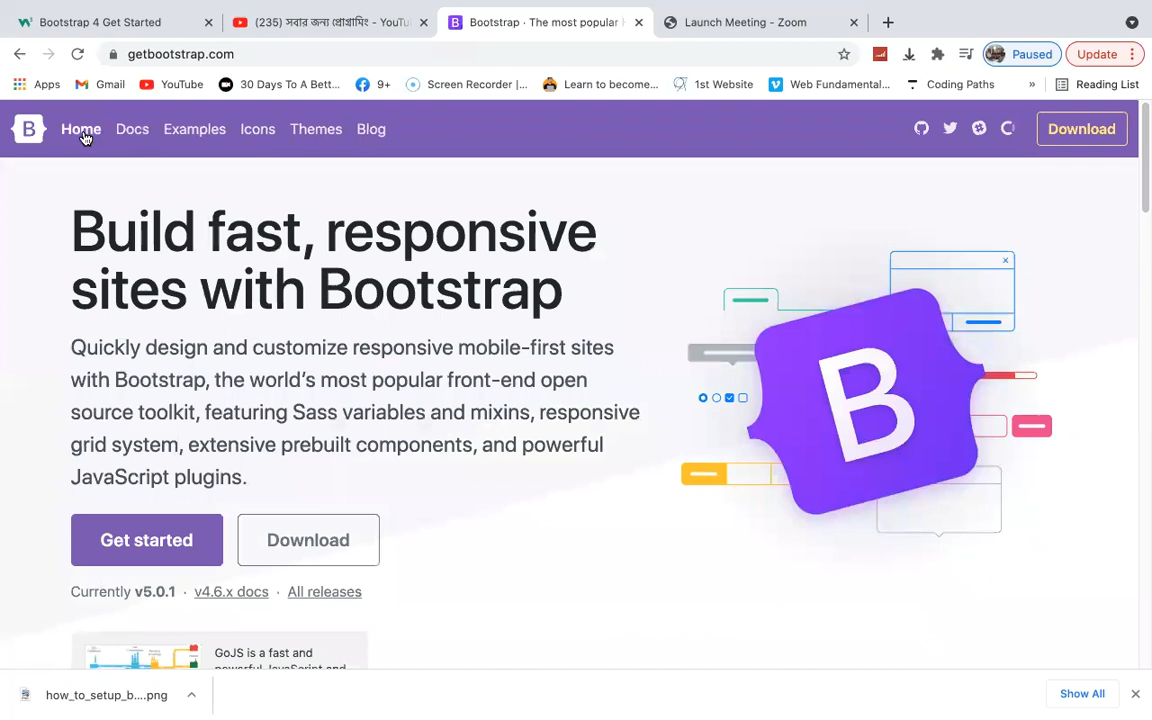 Bootstrap 4 Get Started
(235) সবার জন্য প্রোগ্রামিং - YouTu
Bootstrap · The most popular
Launch Meeting - Zoom
getbootstrap.com
Paused
Update
Apps
Gmail
YouTube
30 Days To A Bett...
9+
Screen Recorder |...
Learn to become...
1st Website
Web Fundamental...
Coding Paths
»
Reading List
B
Home
Docs
Examples
Icons
Themes
Blog
Download
Build fast, responsive
sites with Bootstrap
Quickly design and customize responsive mobile-first sites
with Bootstrap, the world's most popular front-end open
source toolkit, featuring Sass variables and mixins, responsive
grid system, extensive prebuilt components, and powerful
JavaScript plugins.
B
Get started
Download
Currently v5.0.1 · v4.6.x docs · All releases
GoJS is a fast and
powerful JavaScript and
how_to_setup_b....png
Show All